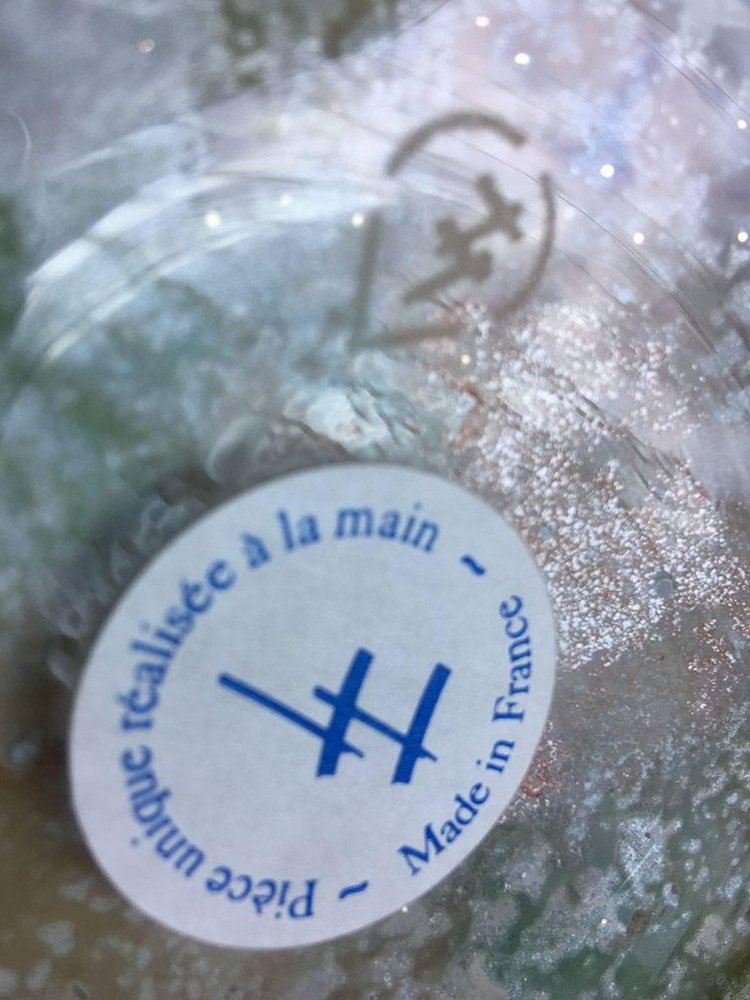 Pièce unique réalisée à la main ~ Made in France ~